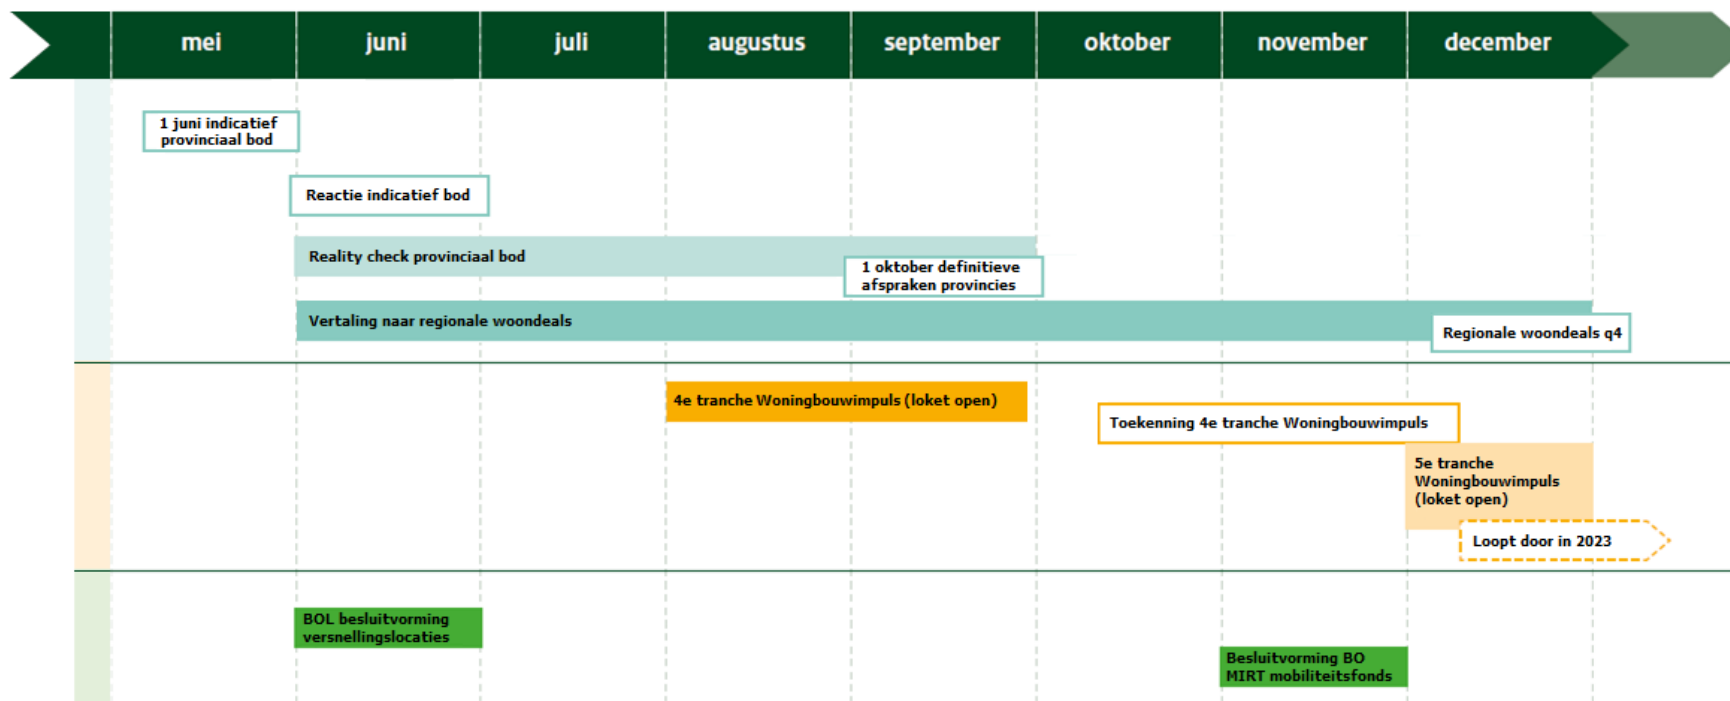 mei
juni
juli
augustus
september
oktober
november
december
1 juni indicatief
provinciaal bod
Reactie indicatief bod
Reality check provinciaal bod
1 oktober definitieve
afspraken provincies
Vertaling naar regionale woondeals
Regionale woondeals q4
4e tranche Woningbouwimpuls (loket open)
Toekenning 4e tranche Woningbouwimpuls
5e tranche
Woningbouwimpuls
(loket open)
Loopt door in 2023
BOL besluitvorming
versnellingslocaties
Besluitvorming BO
MIRT mobiliteitsfonds